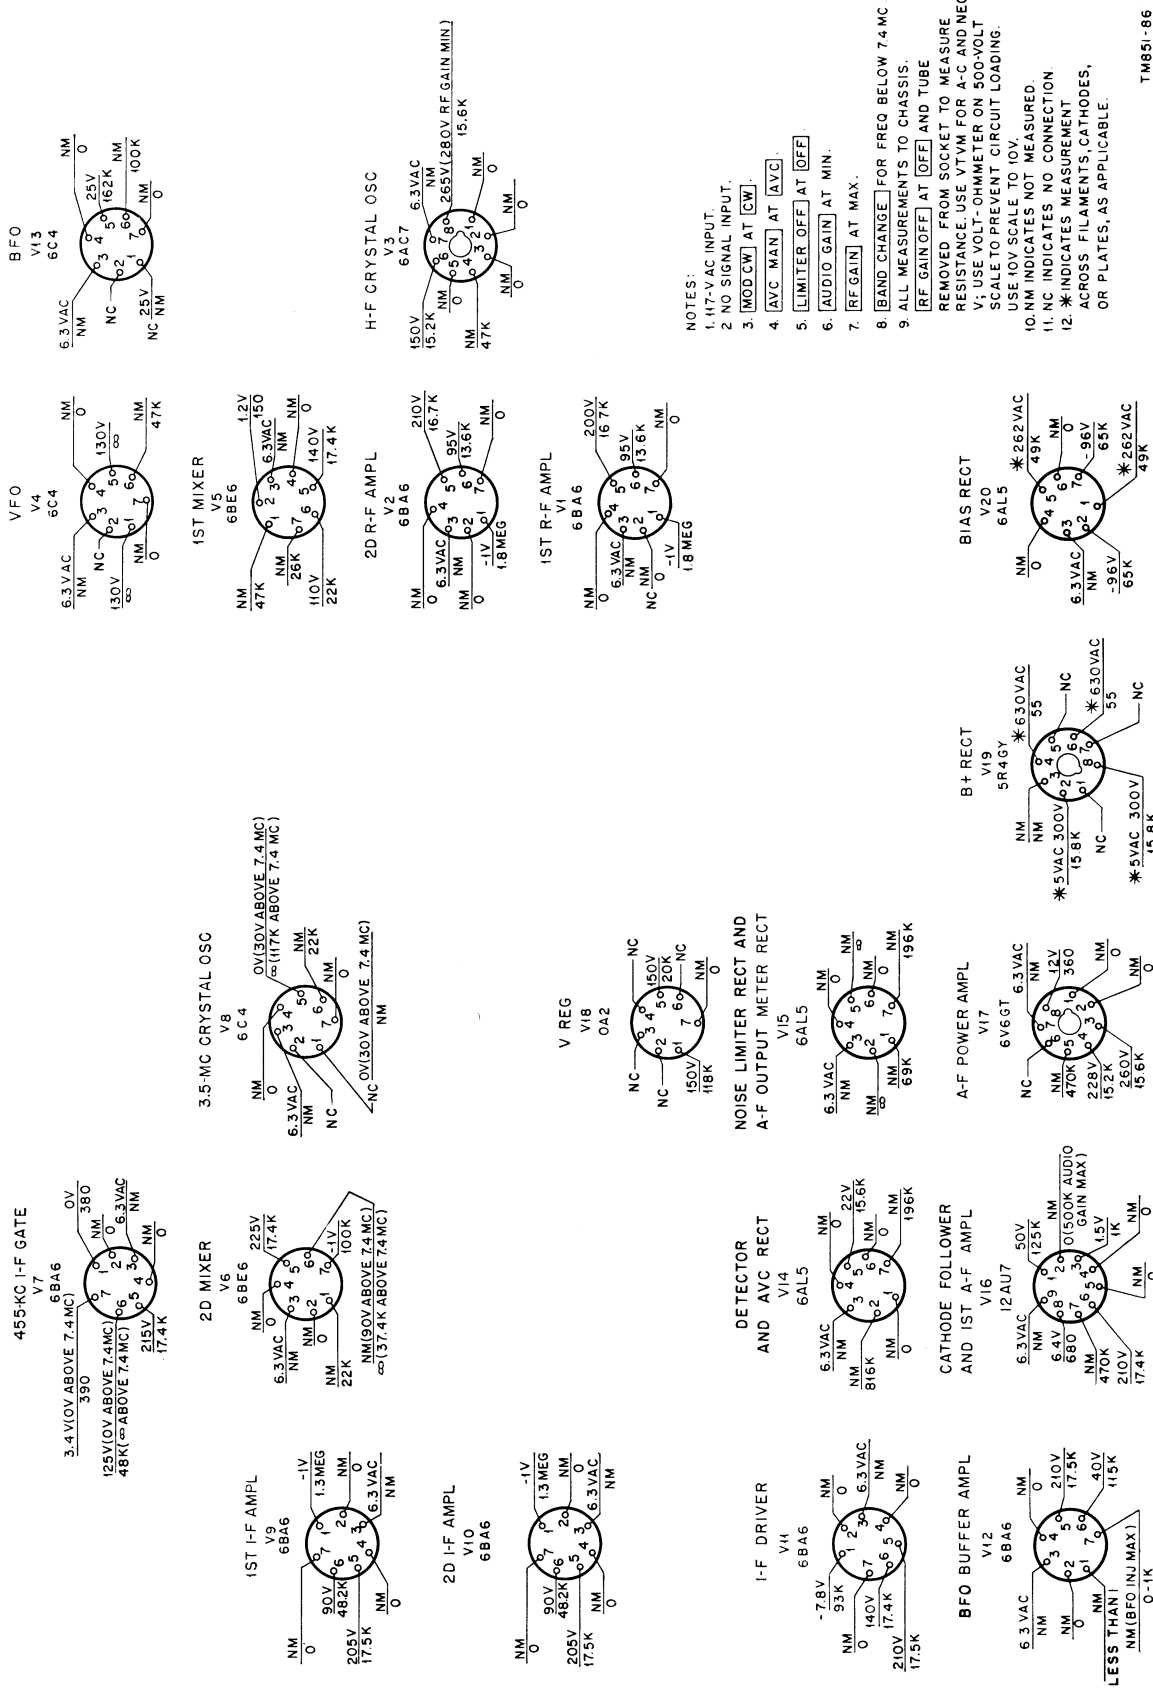 455-KC I-F GATE
V7
6BA6
3.4V(0V ABOVE 7.4MC)
390
0V
380
NM
0
6.3VAC
NM
NM
0
125V(0V ABOVE 7.4MC)
48K(∞ ABOVE 7.4MC)
215V
17.4K
3.5-MC CRYSTAL OSC
V8
6C4
NM
0
6.3VAC
NM
NC
0V(30V ABOVE 7.4MC)
∞(117K ABOVE 7.4 MC)
NM
22K
NM
0
NC
0V(30V ABOVE 7.4MC)
NM
VFO
V4
6C4
6.3VAC
NM
NC
130V
∞
NM
0
NM
0
130V
∞
NM
47K
BFO
V13
6C4
6.3VAC
NM
NC
NC 25V
NM
NM
0
25V
162K
NM
100K
NM
0
1ST I-F AMPL
V9
6BA6
NM
0
90V
48.2K
205V
17.5K
-1V
1.3MEG
NM
0
6.3VAC
NM
NM
0
2D MIXER
V6
6BE6
NM
0
6.3VAC
NM
NM
0
NM
22K
225V
17.4K
-1V
100K
NM(90V ABOVE 7.4MC)
∞(37.4K ABOVE 7.4MC)
1ST MIXER
V5
6BE6
NM
47K
NM
26K
110V
22K
1.2V
150
6.3VAC
NM
NM
0
140V
17.4K
2D I-F AMPL
V10
6BA6
NM
0
90V
48.2K
205V
17.5K
-1V
1.3MEG
NM
0
6.3VAC
NM
NM
0
2D R-F AMPL
V2
6BA6
NM
0
6.3VAC
NM
NM
0
-1V
1.8MEG
210V
16.7K
95V
13.6K
NM
0
H-F CRYSTAL OSC
V3
6AC7
150V
15.2K
NM
0
NM
47K
6.3VAC
NM
265V(280V RF GAIN MIN)
15.6K
NM
0
NM
0
NM
0
V REG
V18
0A2
NC
NC
150V
118K
NC
150V
20K
NC
NM
0
1ST R-F AMPL
V1
6BA6
NM
0
6.3VAC
NM
NC
NM
0
-1V
1.8MEG
200V
16.7K
95V
13.6K
NM
0
I-F DRIVER
V11
6BA6
-7.8V
93K
NM
0
140V
17.4K
210V
17.5K
NM
0
6.3VAC
NM
NM
0
DETECTOR
AND AVC RECT
V14
6AL5
6.3VAC
NM
NM
816K
NM
0
NM
0
22V
15.6K
NM
0
NM
196K
NOISE LIMITER RECT AND
A-F OUTPUT METER RECT
V15
6AL5
6.3 VAC
NM
NM
∞
NM
69K
NM
0
NM
∞
NM
0
NM
196K
BFO BUFFER AMPL
V12
6BA6
6.3VAC
NM
NM
0
NM
LESS THAN 1
NM(BFO INJ MAX)
0-1K
NM
0
210V
17.5K
40V
115K
CATHODE FOLLOWER
AND 1ST A-F AMPL
V16
12AU7
6.3VAC
NM
6.4V
680
NM
470K
210V
17.4K
50V
125K
NM
0(500K AUDIO
GAIN MAX)
1.5V
1K
NM
0
NM
0
A-F POWER AMPL
V17
6V6GT
NC
NM
470K
228V
15.2K
260V
15.6K
6.3VAC
NM
12V
360
NM
0
NM
0
B+ RECT
V19
5R4GY
NM
NM
*5VAC 300V
15.8K
NC
*5VAC 300V
15.8K
*630VAC
55
NC
*630VAC
55
NC
BIAS RECT
V20
6AL5
NM
0
6.3VAC
NM
-96V
65K
*262VAC
49K
NM
0
-96V
65K
*262VAC
49K
NOTES:
1. 117-V AC INPUT.
2 NO SIGNAL INPUT.
3. MOD CW AT CW.
4. AVC MAN AT AVC.
5. LIMITER OFF AT OFF.
6. AUDIO GAIN AT MIN.
7. RF GAIN AT MAX.
8. BAND CHANGE FOR FREQ BELOW 7.4 MC
9. ALL MEASUREMENTS TO CHASSIS.
RF GAIN OFF AT OFF AND TUBE
REMOVED FROM SOCKET TO MEASURE
RESISTANCE. USE VTVM FOR A-C AND NEG
V; USE VOLT-OHMMETER ON 500-VOLT
SCALE TO PREVENT CIRCUIT LOADING.
USE 10V SCALE TO 10V.
10. NM INDICATES NOT MEASURED.
11. NC INDICATES NO CONNECTION.
12. * INDICATES MEASUREMENT
ACROSS FILAMENTS, CATHODES,
OR PLATES, AS APPLICABLE.
TM851-86